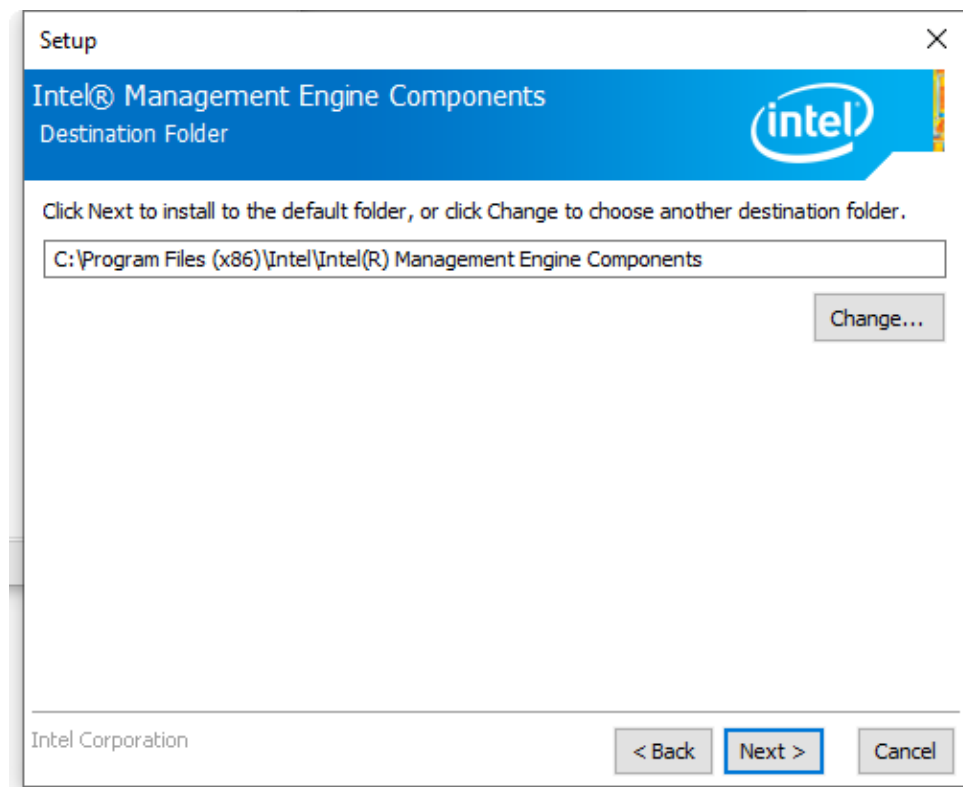 Setup
Intel® Management Engine Components
Destination Folder
intel
Click Next to install to the default folder, or click Change to choose another destination folder.
C:\Program Files (x86)\Intel\Intel(R) Management Engine Components
Change...
Intel Corporation
< Back
Next >
Cancel